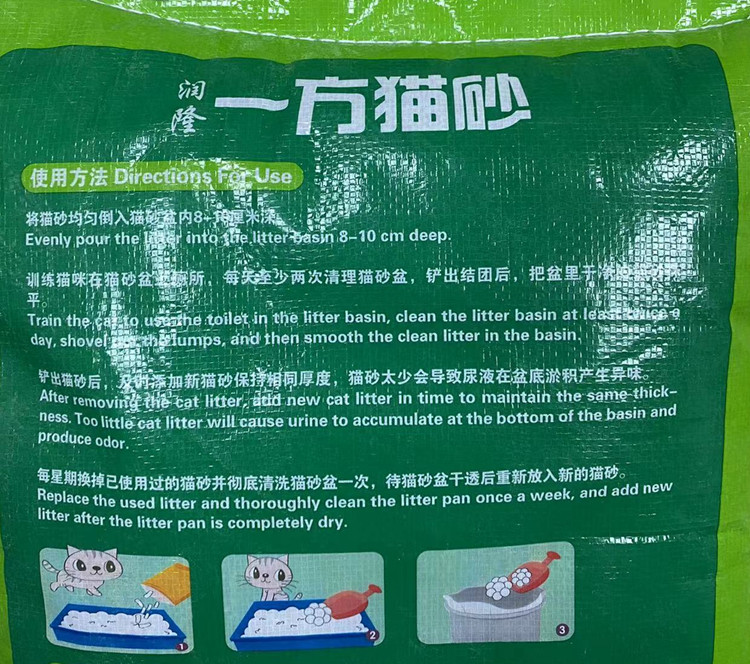 润隆 一方猫砂
使用方法 Directions For Use
将猫砂均匀倒入猫砂盆内8-10厘米深。
Evenly pour the litter into the litter basin 8-10 cm deep.
训练猫咪在猫砂盆上厕所，每天至少两次清理猫砂盆，铲出结团后，把盆里干净
平。
Train the cat to use the toilet in the litter basin, clean the litter basin at least twice a
day, shovel the lumps, and then smooth the clean litter in the basin.
铲出猫砂后，及时添加新猫砂保持相同厚度，猫砂太少会导致尿液在盆底淤积产生异味。
After removing the cat litter, add new cat litter in time to maintain the same thick-
ness. Too little cat litter will cause urine to accumulate at the bottom of the basin and
produce odor.
每星期换掉已使用过的猫砂并彻底清洗猫砂盆一次，待猫砂盆干透后重新放入新的猫砂。
Replace the used litter and thoroughly clean the litter pan once a week, and add new
litter after the litter pan is completely dry.
1 2 3